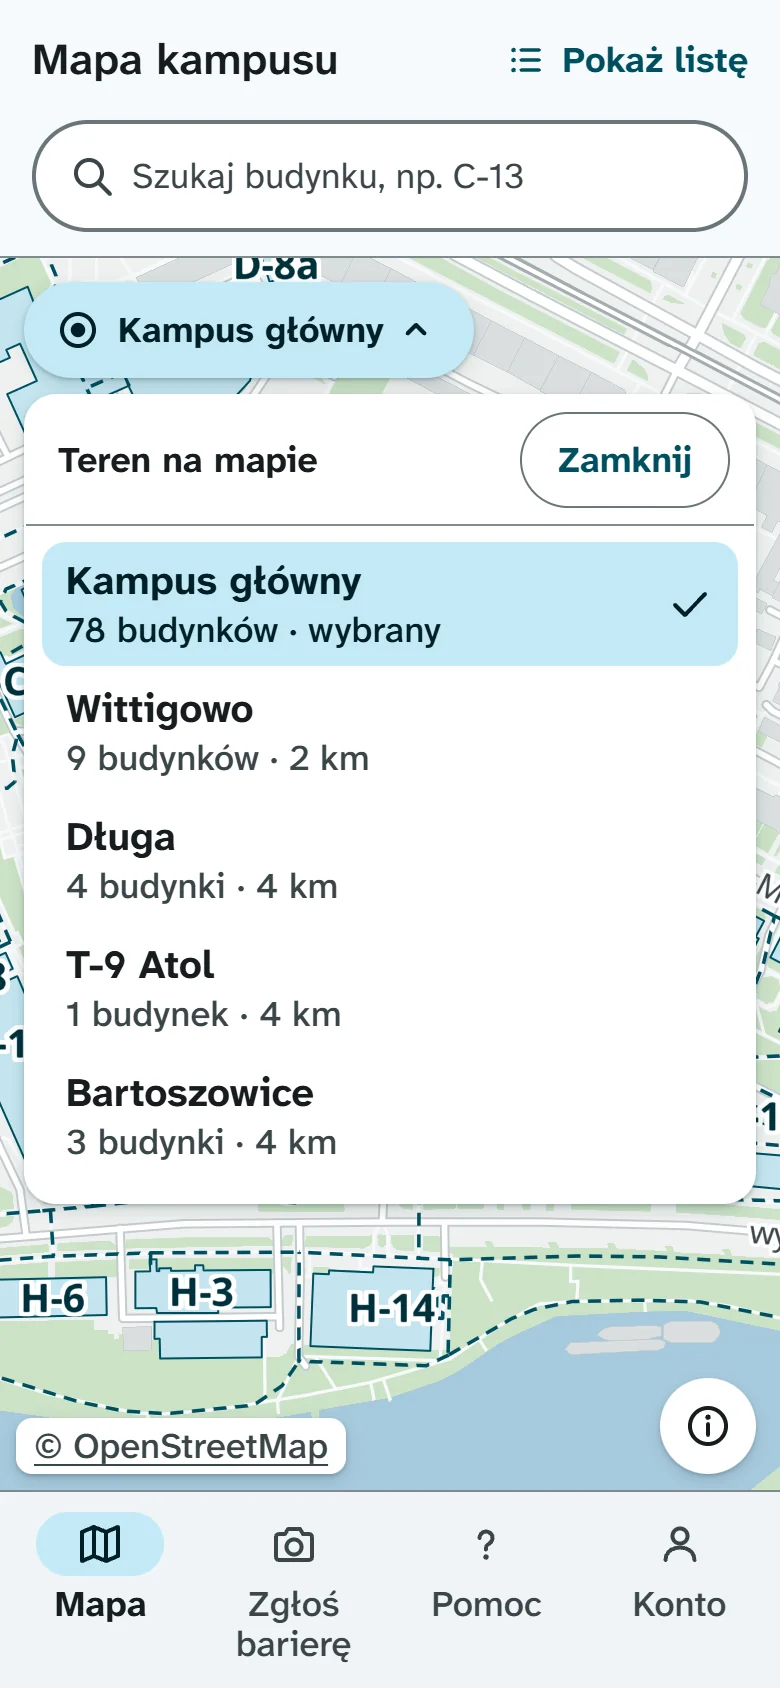 Mapa kampusu
Pokaż listę
Szukaj budynku, np. C-13
D-8a
Kampus główny
Teren na mapie
Zamknij
Kampus główny
78 budynków · wybrany
Wittigowo
9 budynków · 2 km
Długa
4 budynki · 4 km
T-9 Atol
1 budynek · 4 km
Bartoszowice
3 budynki · 4 km
H-6
H-3
H-14
© OpenStreetMap
Mapa
Zgłoś
barierę
Pomoc
Konto